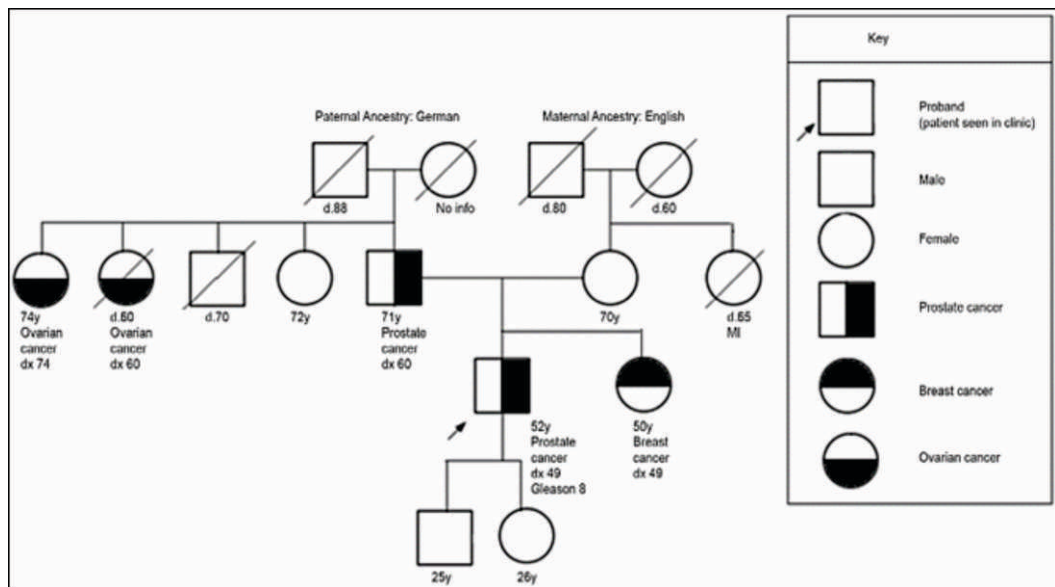 Key
Proband
(patient seen in clinic)
Male
Female
Prostate cancer
Breast cancer
Ovarian cancer
Paternal Ancestry: German
Maternal Ancestry: English
d.88
No info
d.80
d.60
74y
Ovarian
cancer
dx 74
d.60
Ovarian
cancer
dx 60
d.70
72y
71y
Prostate
cancer
dx 60
70y
d.65
MI
52y
Prostate
cancer
dx 49
Gleason 8
50y
Breast
cancer
dx 49
25y
26y